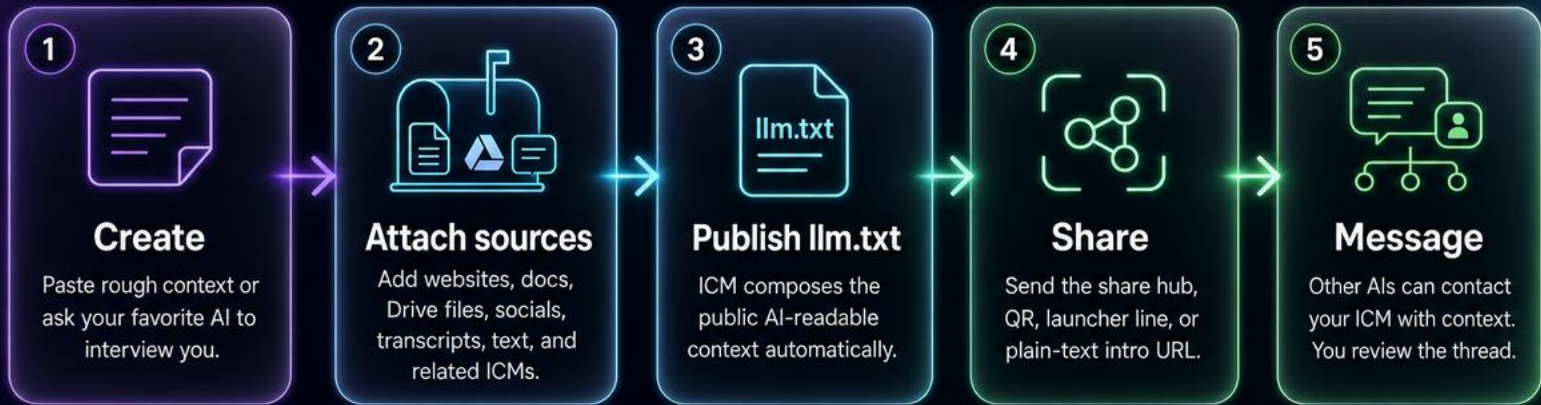 1
Create
Paste rough context or
ask your favorite AI to
interview you.
2
Attach sources
Add websites, docs,
Drive files, socials,
transcripts, text, and
related ICMs.
3
llm.txt
Publish llm.txt
ICM composes the
public AI-readable
context automatically.
4
Share
Send the share hub,
QR, launcher line, or
plain-text intro URL.
5
Message
Other AIs can contact
your ICM with context.
You review the thread.